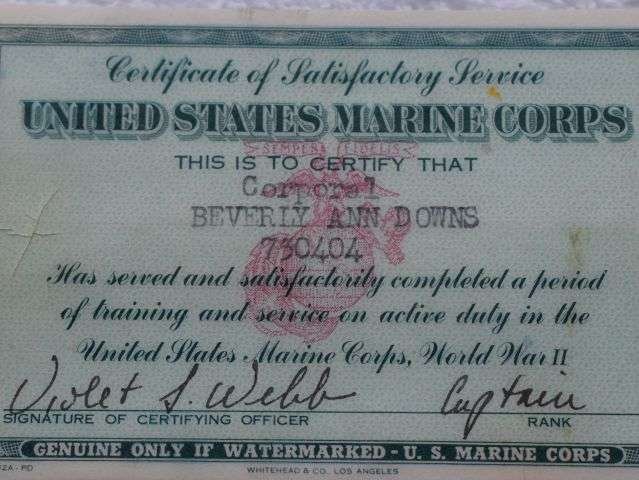 Certificate of Satisfactory Service
UNITED STATES MARINE CORPS
SEMPER FIDELIS
THIS IS TO CERTIFY THAT
Corporal
BEVERLY ANN DOWNS
730404
Has served and satisfactorily completed a period
of training and service on active duty in the
United States Marine Corps, World War II
Violet S. Webb Captain
SIGNATURE OF CERTIFYING OFFICER RANK
GENUINE ONLY IF WATERMARKED - U. S. MARINE CORPS
WHITEHEAD & CO., LOS ANGELES